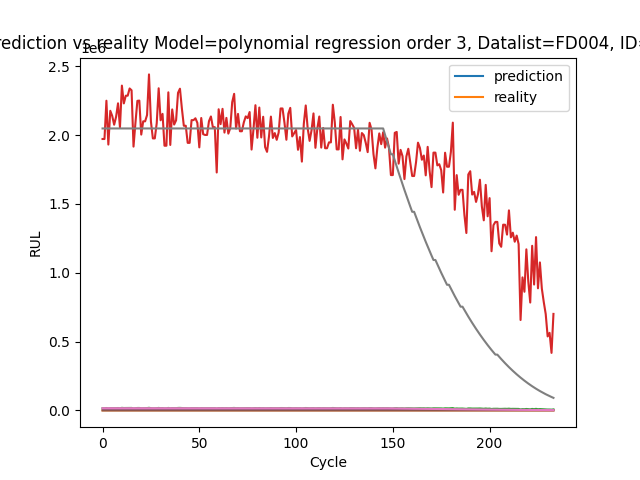 rediction vs reality Model=polynomial regression order 3, Datalist=FD004, ID=
1e6
prediction
reality
2.5
2.0
1.5
1.0
0.5
0.0
RUL
0
50
100
150
200
Cycle